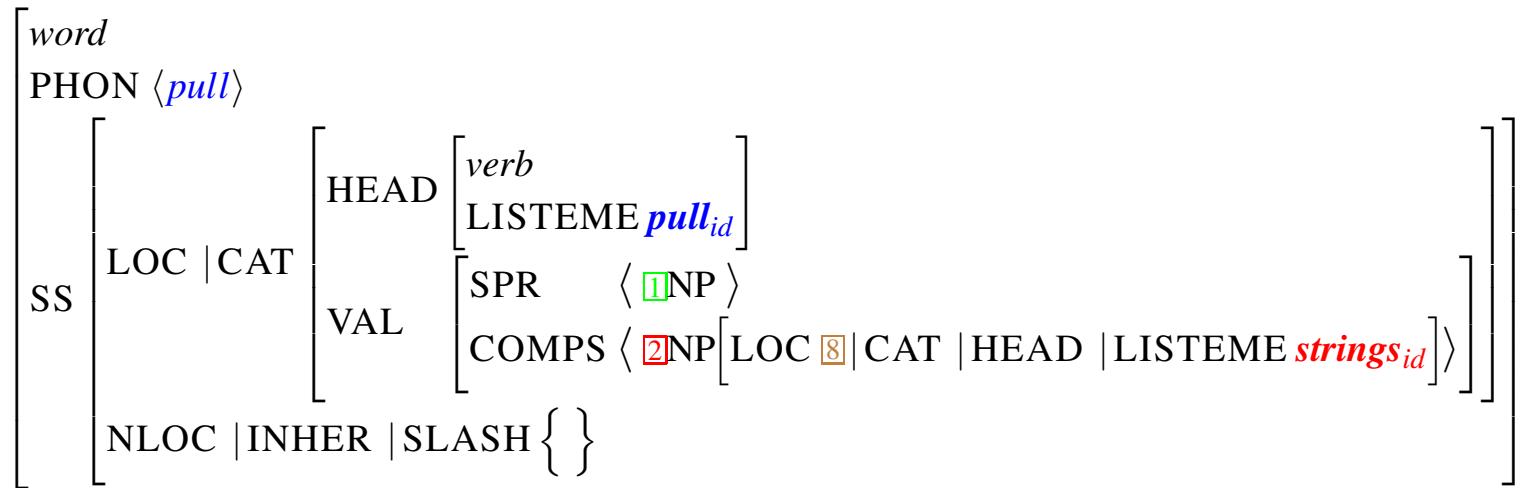 word
PHON ⟨pull⟩
verb
HEAD
LISTEME pull_id
LOC |CAT
SPR ⟨ 1 NP ⟩
SS
VAL
COMPS ⟨ 2 NP[LOC 8 |CAT |HEAD |LISTEME strings_id]⟩
NLOC |INHER |SLASH { }